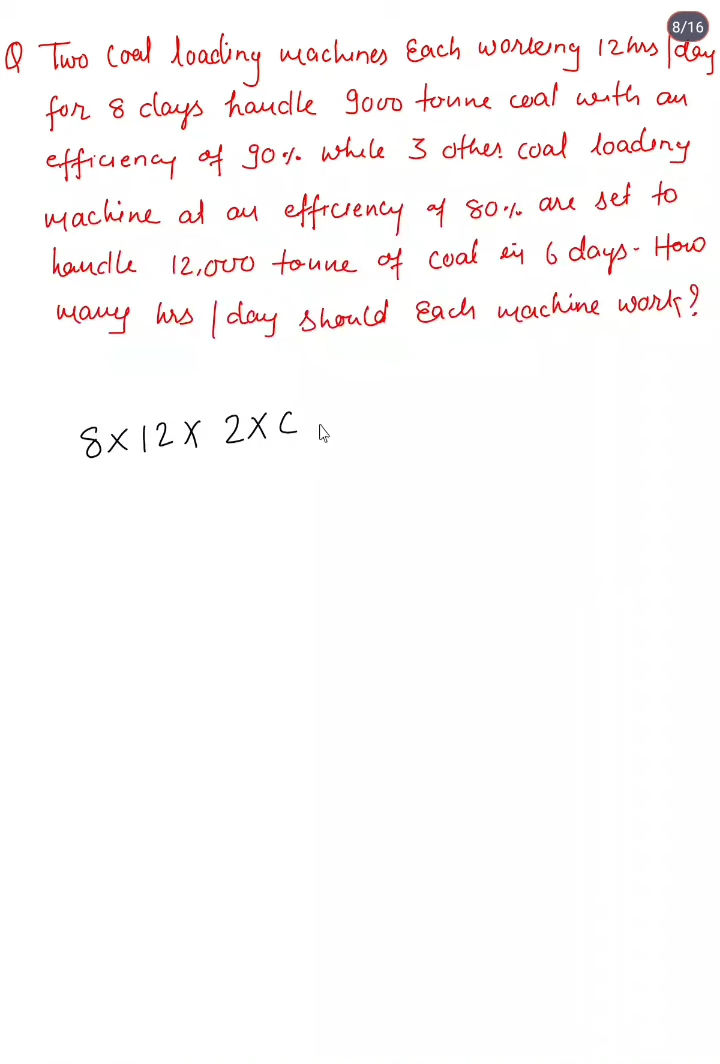 8/16
Q Two coal loading machines Each working 12hrs/day
for 8 days handle 9000 tonne coal with an
efficiency of 90% while 3 other coal loading
machine at an efficiency of 80% are set to
handle 12,000 tonne of coal in 6 days. How
many hrs/day should Each machine work?
8×12× 2×C